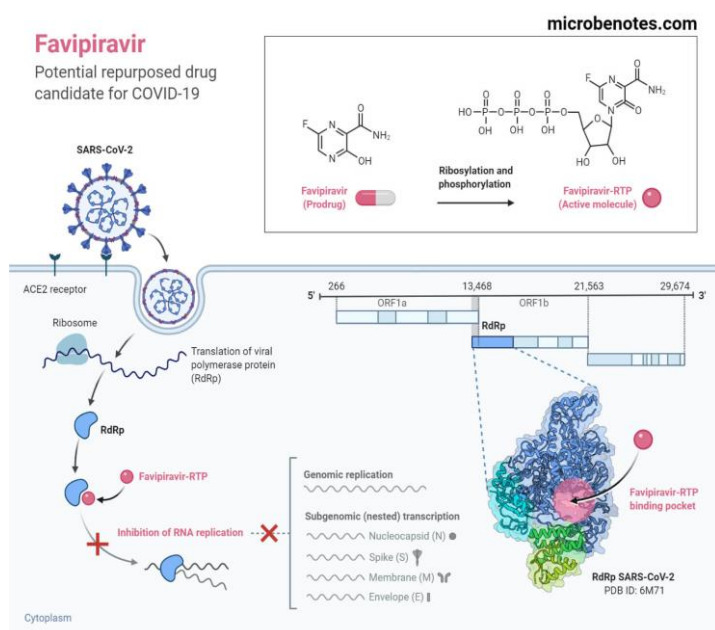 microbenotes.com
Favipiravir
Potential repurposed drug
candidate for COVID-19
SARS-CoV-2
F
N
N
O
NH₂
OH
Favipiravir
(Prodrug)
Ribosylation and
phosphorylation
O O O
HO-P-O-P-O-P-O
OH OH OH
F
N
N
O
NH₂
O
O
HO OH
Favipiravir-RTP
(Active molecule)
ACE2 receptor
Ribosome
Translation of viral
polymerase protein
(RdRp)
RdRp
Favipiravir-RTP
Inhibition of RNA replication
Cytoplasm
266 13,468 21,563 29,674
5' 3'
ORF1a ORF1b
RdRp
Genomic replication
Subgenomic (nested) transcription
Nucleocapsid (N)
Spike (S)
Membrane (M)
Envelope (E)
Favipiravir-RTP
binding pocket
RdRp SARS-CoV-2
PDB ID: 6M71